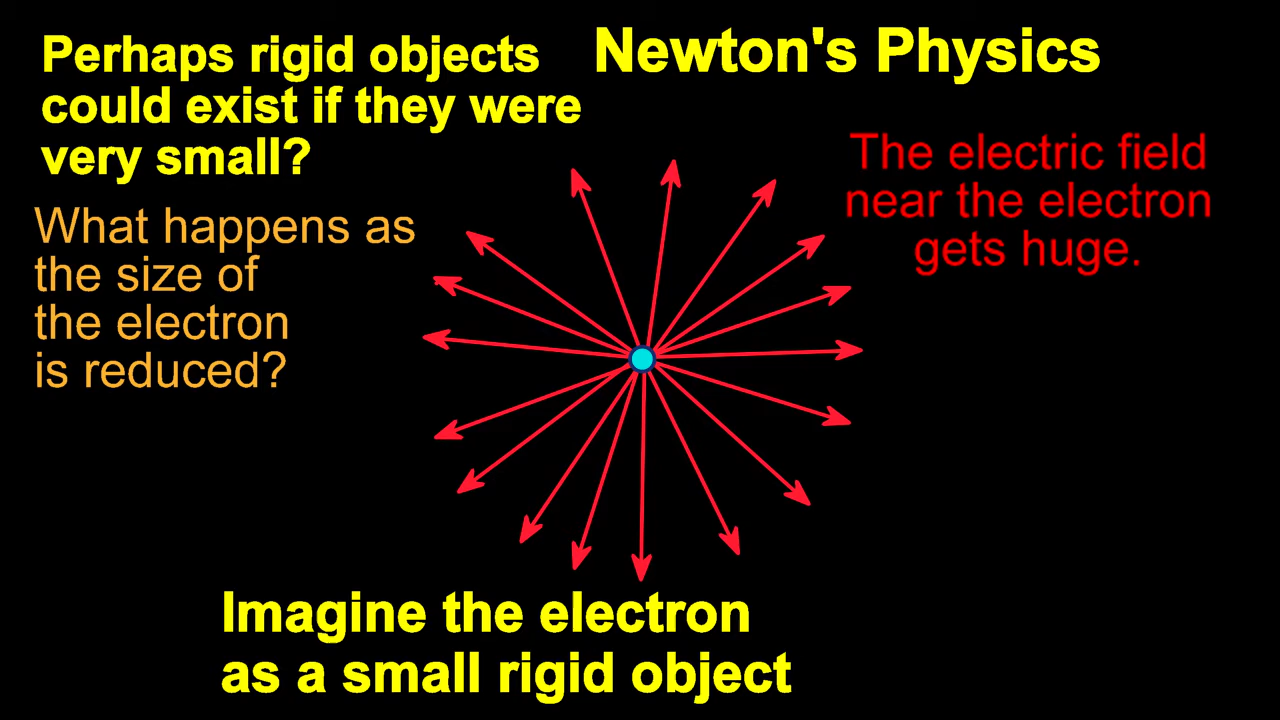 Perhaps rigid objects
could exist if they were
very small?
Newton's Physics
The electric field
near the electron
gets huge.
What happens as
the size of
the electron
is reduced?
Imagine the electron
as a small rigid object